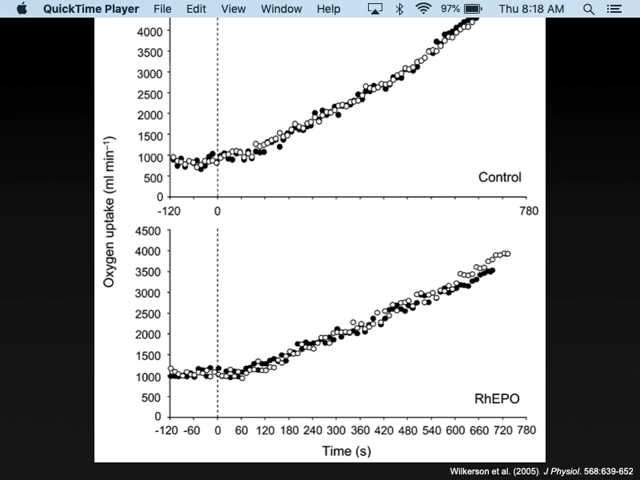 QuickTime Player File Edit View Window Help 97% Thu 8:18 AM
4000
3500
3000
2500
2000
1500
1000
500
0
Control
-120 0 780
Oxygen uptake (ml min⁻¹)
4500
4000
3500
3000
2500
2000
1500
1000
500
0
RhEPO
-120 -60 0 60 120 180 240 300 360 420 480 540 600 660 720 780
Time (s)
Wilkerson et al. (2005). J Physiol. 568:639-652